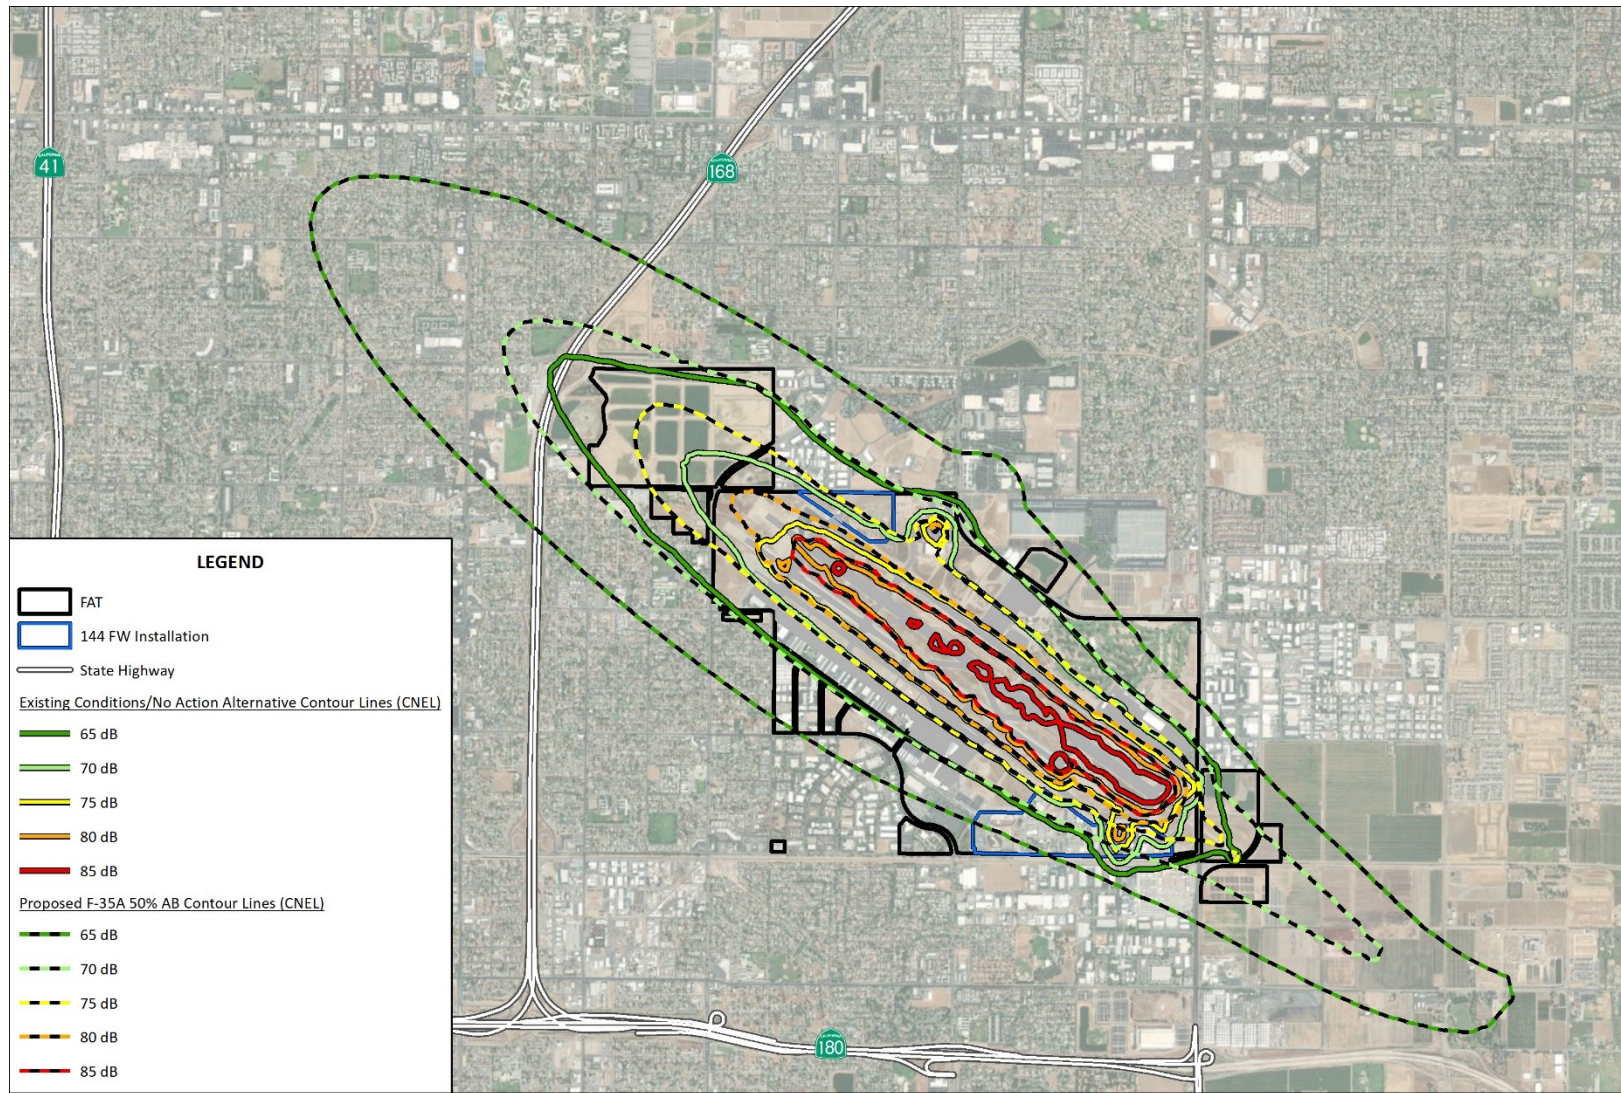 41
CALIFORNIA
168
LEGEND
FAT
144 FW Installation
State Highway
Existing Conditions/No Action Alternative Contour Lines (CNEL)
65 dB
70 dB
75 dB
80 dB
85 dB
Proposed F-35A 50% AB Contour Lines (CNEL)
65 dB
70 dB
75 dB
80 dB
85 dB
180